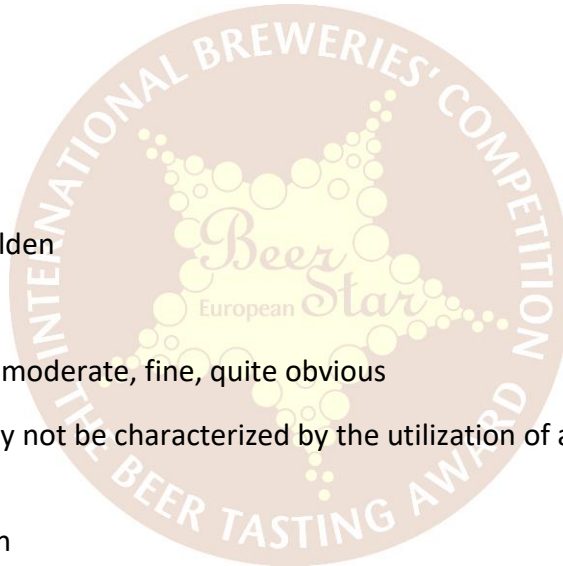 INTERNATIONAL BREWERIES' COMPETITION
lden
Beer
European Star
moderate, fine, quite obvious
y not be characterized by the utilization of a
THE BEER TASTING AWARD